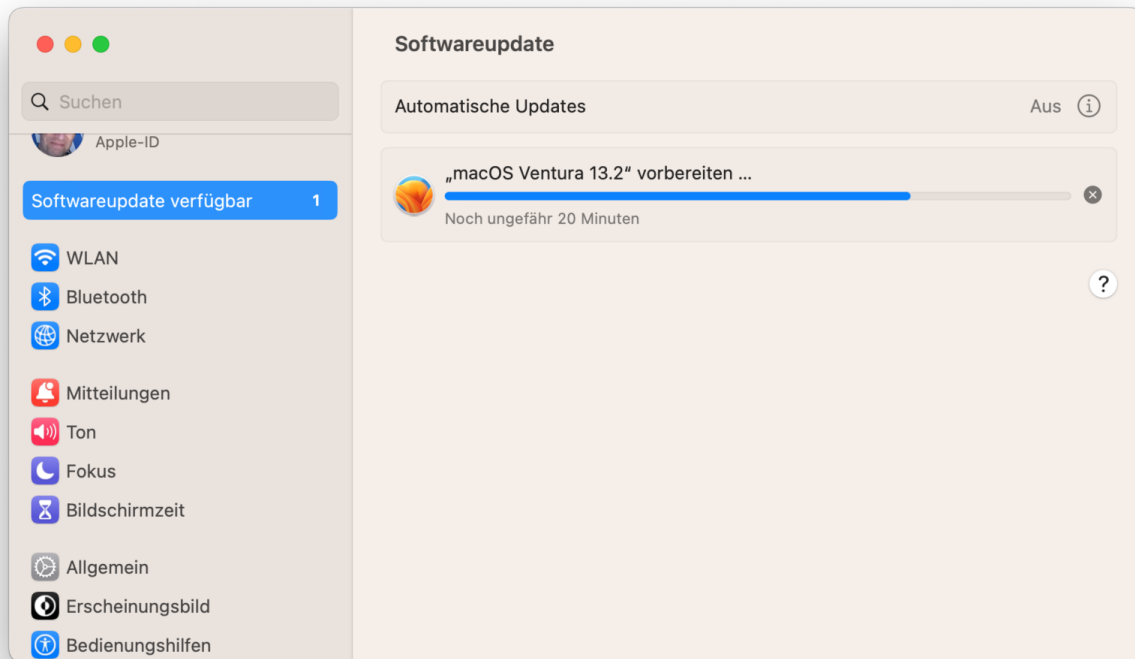 Suchen
Apple-ID
Softwareupdate verfügbar 1
WLAN
Bluetooth
Netzwerk
Mitteilungen
Ton
Fokus
Bildschirmzeit
Allgemein
Erscheinungsbild
Bedienungshilfen
Softwareupdate
Automatische Updates Aus
„macOS Ventura 13.2“ vorbereiten ...
Noch ungefähr 20 Minuten
?